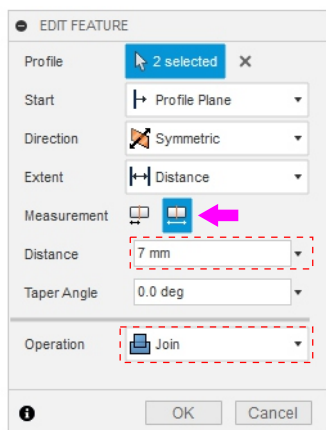 EDIT FEATURE
Profile 2 selected
Start Profile Plane
Direction Symmetric
Extent Distance
Measurement
Distance 7 mm
Taper Angle 0.0 deg
Operation Join
OK Cancel